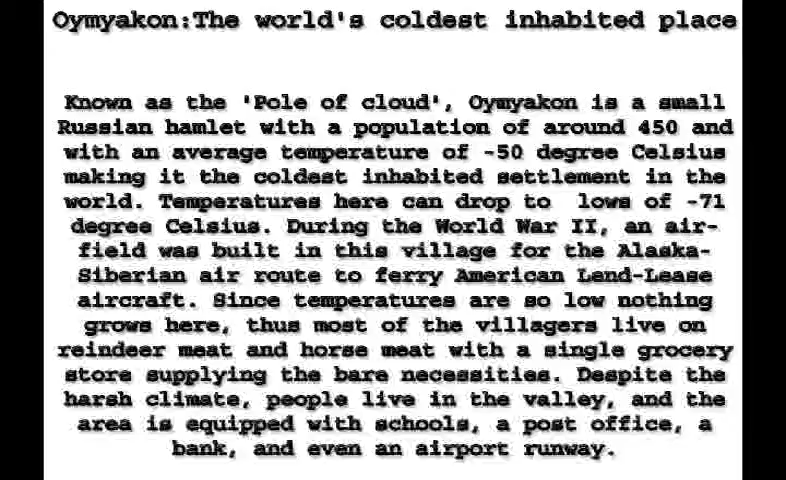 Oymyakon:The world's coldest inhabited place
Known as the 'Pole of cloud', Oymyakon is a small
Russian hamlet with a population of around 450 and
with an average temperature of -50 degree Celsius
making it the coldest inhabited settlement in the
world. Temperatures here can drop to  lows of -71
degree Celsius. During the World War II, an air-
field was built in this village for the Alaska-
Siberian air route to ferry American Lend-Lease
aircraft. Since temperatures are so low nothing
grows here, thus most of the villagers live on
reindeer meat and horse meat with a single grocery
store supplying the bare necessities. Despite the
harsh climate, people live in the valley, and the
area is equipped with schools, a post office, a
bank, and even an airport runway.